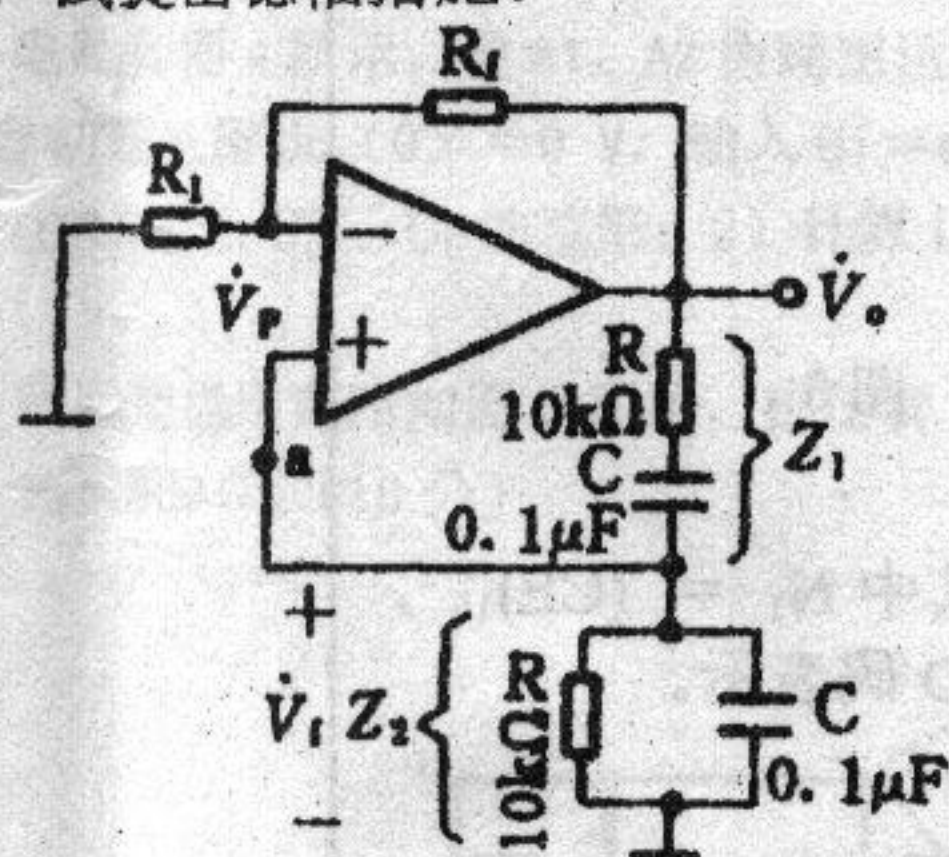 R_f
R_1
−
V̇_P
+
V̇_o
R
10kΩ
Z_1
a
C
0.1μF
+
V̇_f Z_2
R
10kΩ
C
0.1μF
−